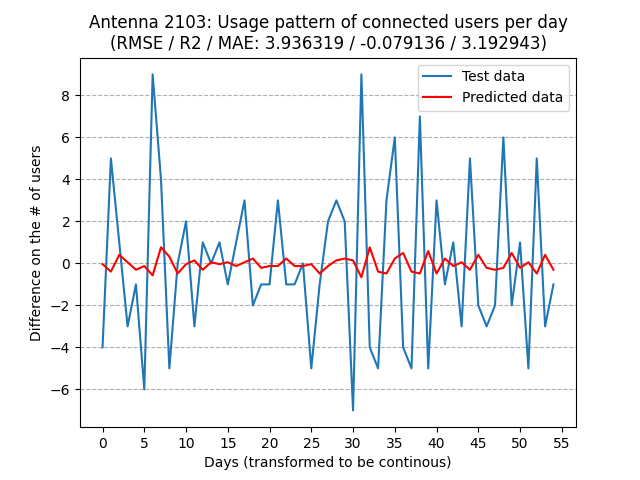 Antenna 2103: Usage pattern of connected users per day
(RMSE / R2 / MAE: 3.936319 / -0.079136 / 3.192943)
Test data
Predicted data
Difference on the # of users
8
6
4
2
0
−2
−4
−6
0 5 10 15 20 25 30 35 40 45 50 55
Days (transformed to be continous)